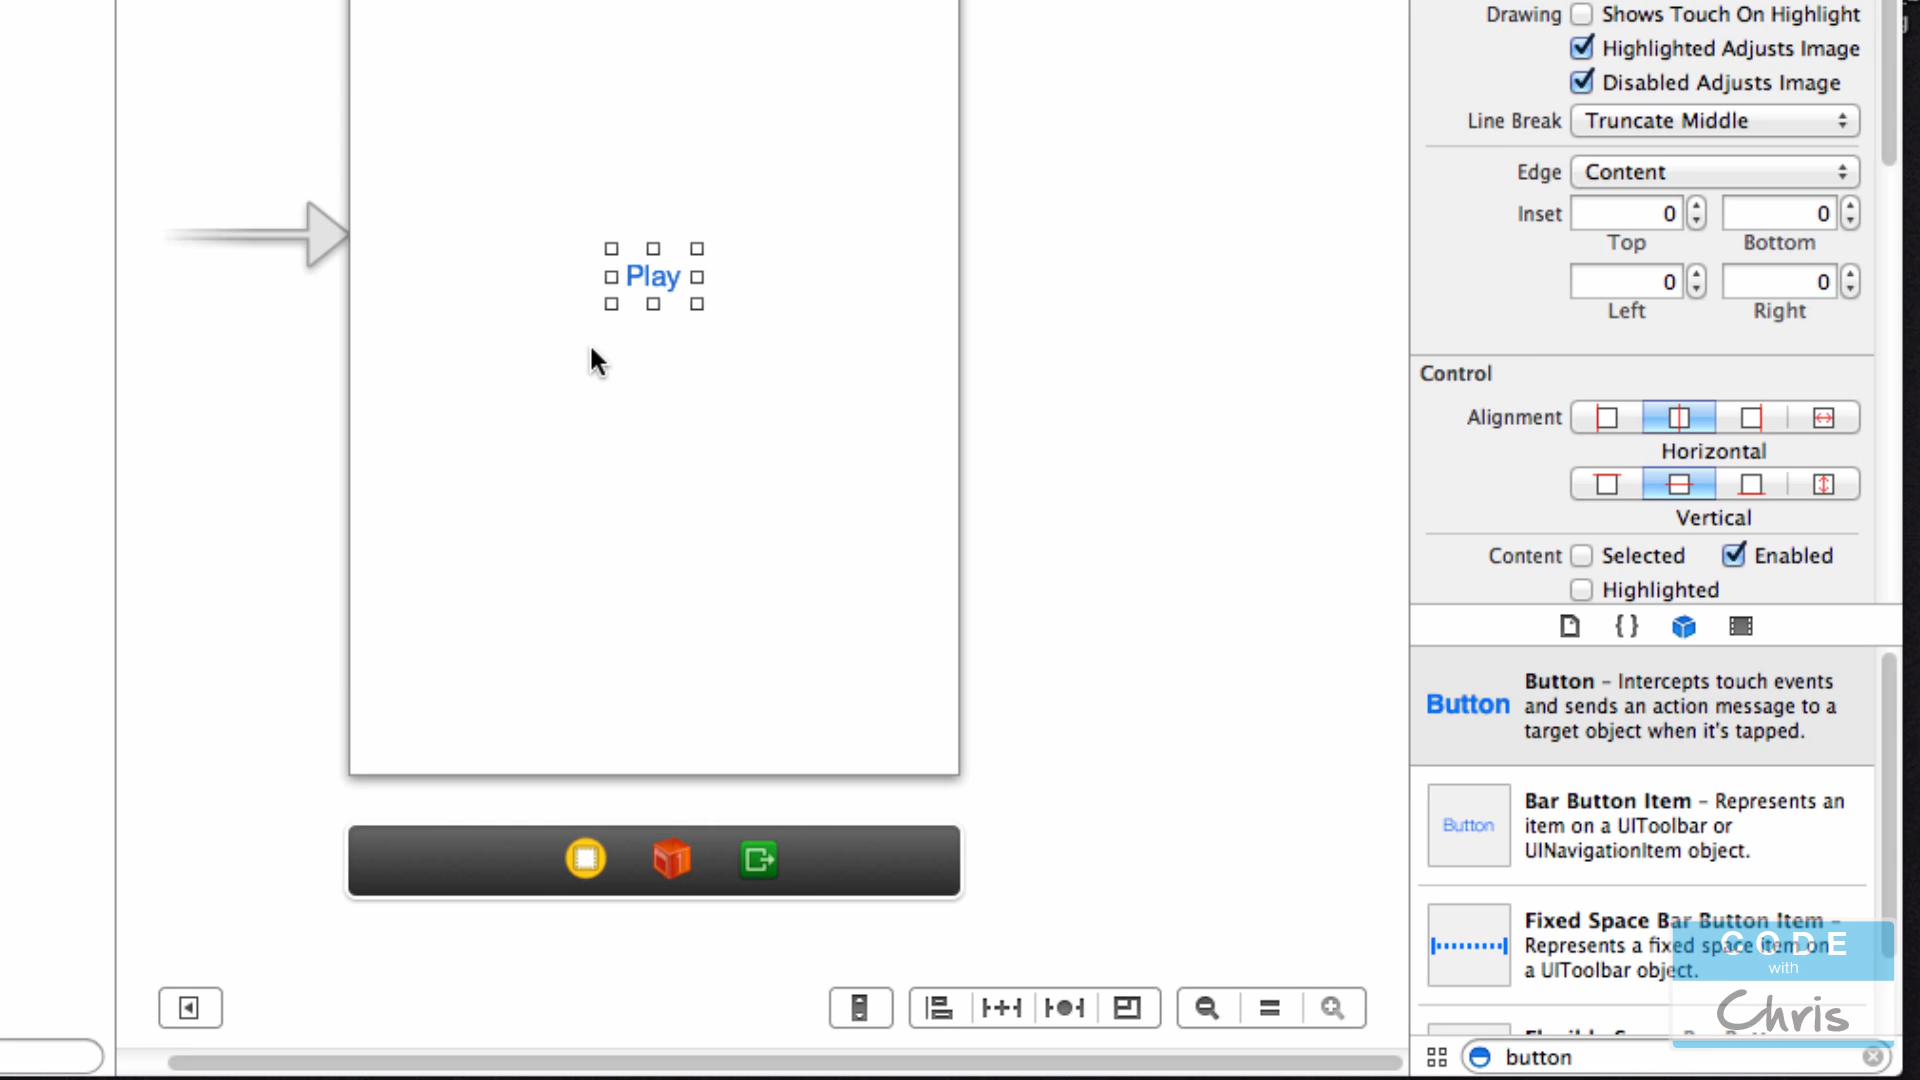 Drawing Shows Touch On Highlight
Highlighted Adjusts Image
Disabled Adjusts Image
Line Break Truncate Middle
Edge Content
Inset 0 0
Top Bottom
0 0
Left Right
Play
Control
Alignment
Horizontal
Vertical
Content Selected Enabled
Highlighted
Button
Button – Intercepts touch events
and sends an action message to a
target object when it's tapped.
Button
Bar Button Item – Represents an
item on a UIToolbar or
UINavigationItem object.
Fixed Space Bar Button Item –
Represents a fixed space item on
a UIToolbar object.
CODE
with
Chris
button